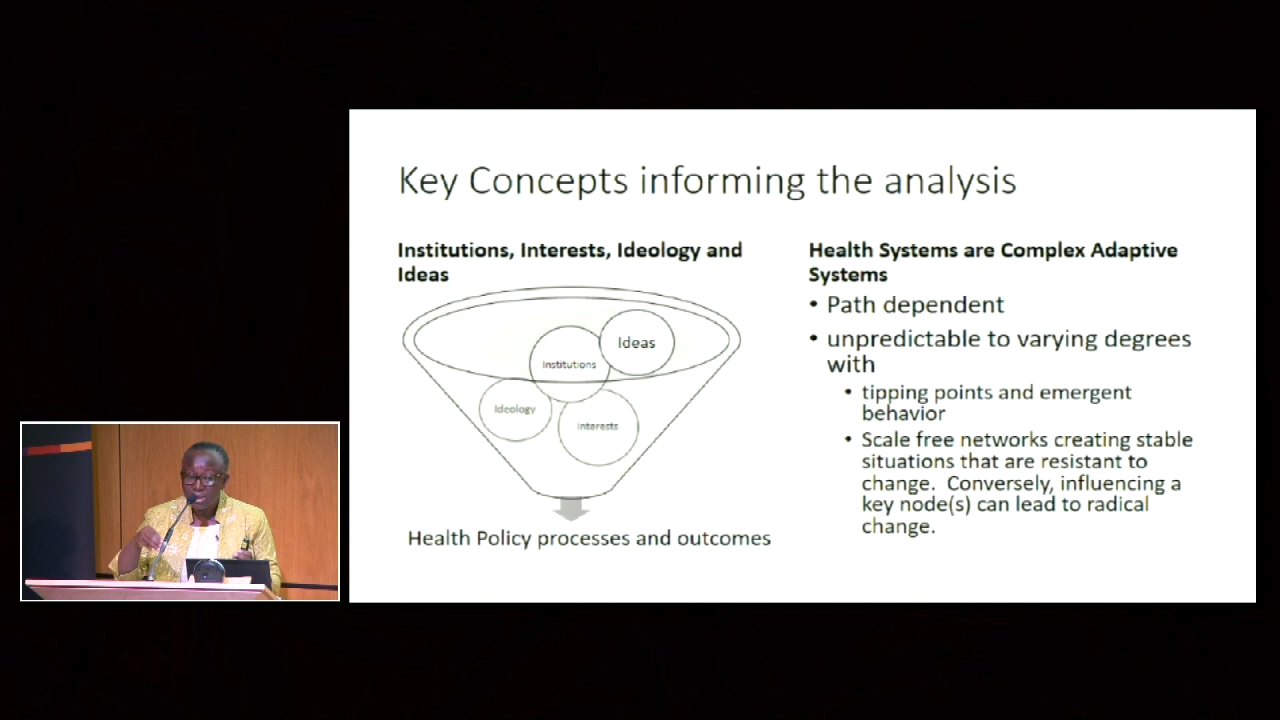 Key Concepts informing the analysis
Institutions, Interests, Ideology and
Ideas
Ideas
Institutions
Ideology
Interests
Health Policy processes and outcomes
Health Systems are Complex Adaptive
Systems
• Path dependent
• unpredictable to varying degrees
with
• tipping points and emergent
behavior
• Scale free networks creating stable
situations that are resistant to
change. Conversely, influencing a
key node(s) can lead to radical
change.